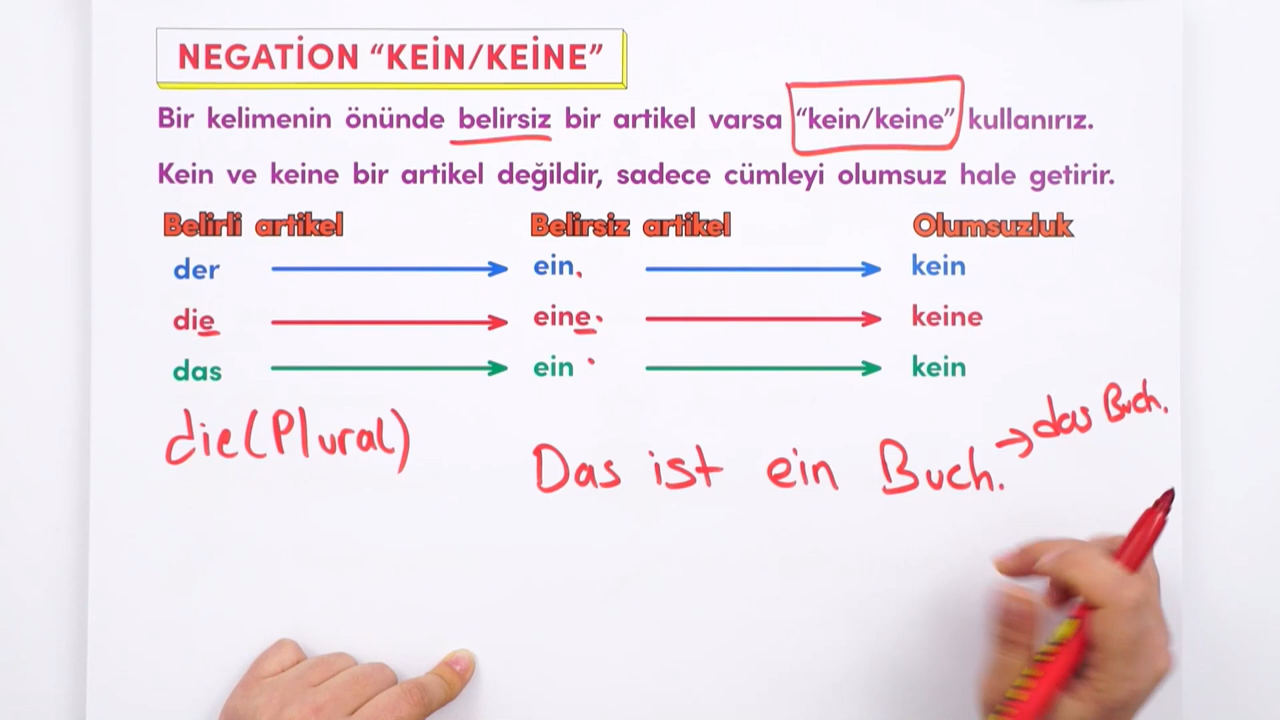 NEGATİON “KEİN/KEİNE”
Bir kelimenin önünde belirsiz bir artikel varsa “kein/keine” kullanırız.
Kein ve keine bir artikel değildir, sadece cümleyi olumsuz hale getirir.
Belirli artikel Belirsiz artikel Olumsuzluk
der ein kein
die eine keine
das ein kein
die (Plural)
Das ist ein Buch. → das Buch.